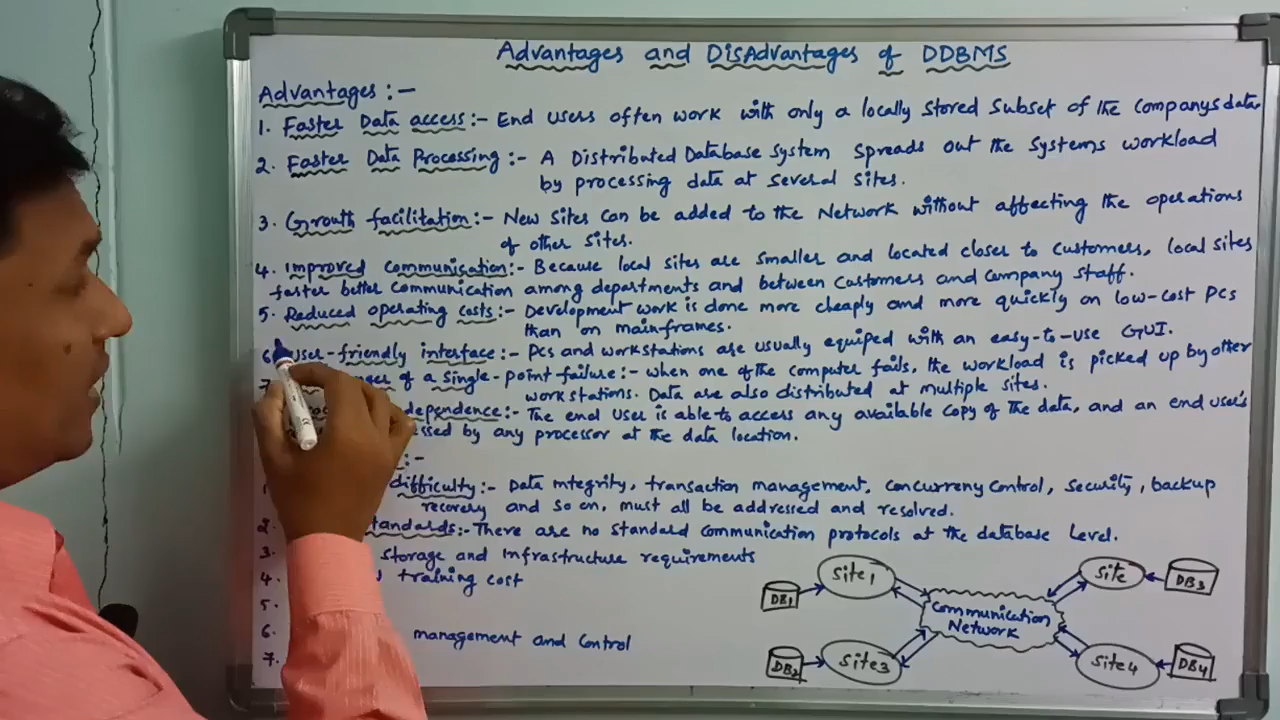 Advantages and DisAdvantages of DDBMS
Advantages :-
1. Faster Data access :- End users often work with only a locally stored subset of the companys data.
2. Faster Data Processing :- A Distributed Database System spreads out the systems workload
by processing data at several sites.
3. Growth facilitation :- New sites can be added to the Network without affecting the operations
of other sites.
4. Improved communication :- Because local sites are smaller and located closer to customers, local sites
faster better communication among departments and between customers and company staff.
5. Reduced operating costs :- Development work is done more cheaply and more quickly on low-cost PCs
than on mainframes.
6. user-friendly interface :- PCs and workstations are usually equiped with an easy-to-use GUI.
7. of a single-point failure :- when one of the computer fails, the workload is picked up by other
workstations. Data are also distributed at multiple sites.
dependence :- The end user is able to access any available copy of the data, and an end user's
by any processor at the data location.
:-
1. difficulty :- Data integrity, transaction management, concurreny control, security, backup
recovery and so on, must all be addressed and resolved.
2. standards :- There are no standard communication protocols at the database level.
3. storage and infrastructure requirements
4. training cost
5.
6. management and control
7.
Site1
DB1
Site
DB3
Communication
Network
Site3
DB2
Site4
DB4